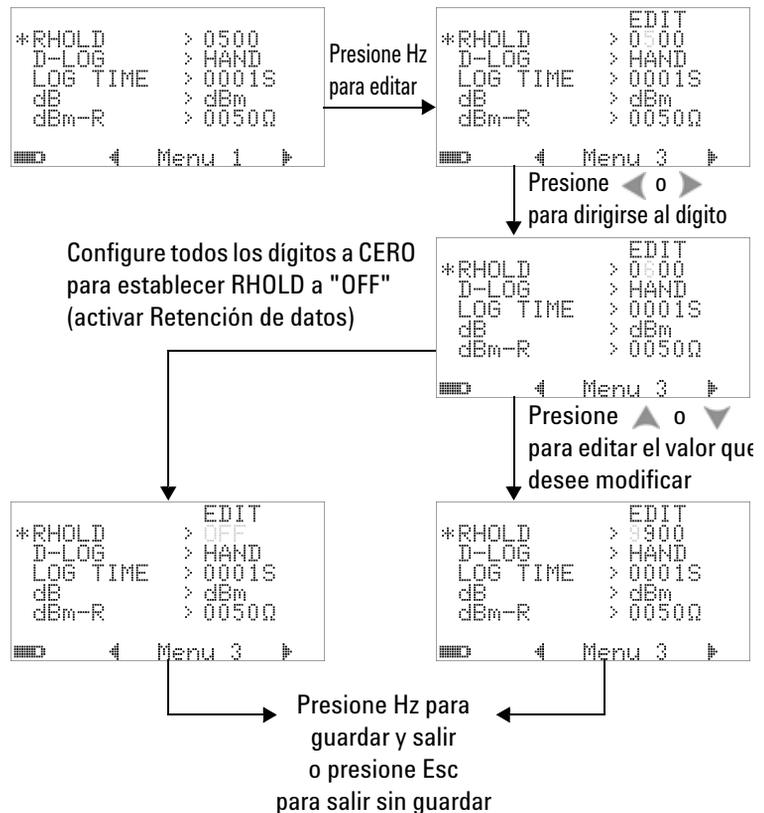 *RHOLD > 0500
D-LOG > HAND
LOG TIME > 0001S
dB > dBm
dBm-R > 0050Ω
Menu 1
Presione Hz
para editar
EDIT
*RHOLD > 0500
D-LOG > HAND
LOG TIME > 0001S
dB > dBm
dBm-R > 0050Ω
Menu 3
Presione o
para dirigirse al dígito
Configure todos los dígitos a CERO
para establecer RHOLD a "OFF"
(activar Retención de datos)
EDIT
*RHOLD > 0600
D-LOG > HAND
LOG TIME > 0001S
dB > dBm
dBm-R > 0050Ω
Menu 3
Presione o
para editar el valor que
desee modificar
EDIT
*RHOLD > OFF
D-LOG > HAND
LOG TIME > 0001S
dB > dBm
dBm-R > 0050Ω
Menu 3
EDIT
*RHOLD > 9900
D-LOG > HAND
LOG TIME > 0001S
dB > dBm
dBm-R > 0050Ω
Menu 3
Presione Hz para
guardar y salir
o presione Esc
para salir sin guardar